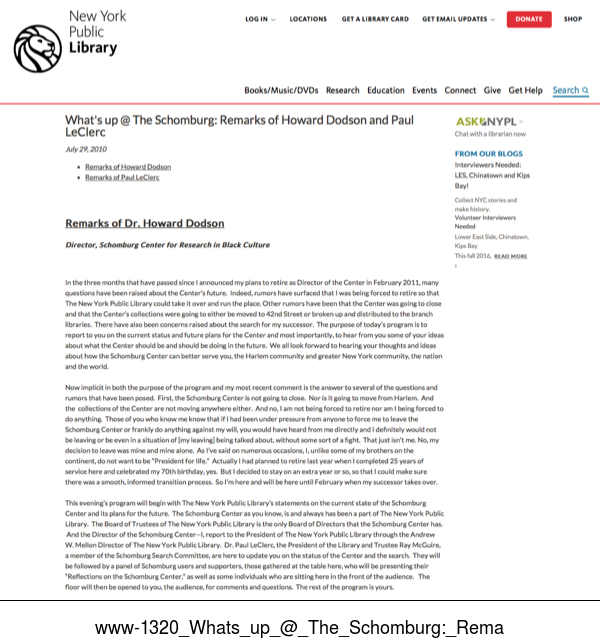 New York
Public
Library
LOG IN
LOCATIONS
GET A LIBRARY CARD
GET EMAIL UPDATES
DONATE
SHOP
Books/Music/DVDs Research Education Events Connect Give Get Help Search
What's up @ The Schomburg: Remarks of Howard Dodson and Paul
LeClerc
July 29, 2010
• Remarks of Howard Dodson
• Remarks of Paul LeClerc
Remarks of Dr. Howard Dodson
Director, Schomburg Center for Research in Black Culture
In the three months that have passed since I announced my plans to retire as Director of the Center in February 2011, many
questions have been raised about the Center's future. Indeed, rumors have surfaced that I was being forced to retire so that
The New York Public Library could take it over and run the place. Other rumors have been that the Center was going to close
and that the Center's collections were going to either be moved to 42nd Street or broken up and distributed to the branch
libraries. There have also been concerns raised about the search for my successor. The purpose of today's program is to
report to you on the current status and future plans for the Center and most importantly, to hear from you some of your ideas
about what the Center should be and should be doing in the future. We all look forward to hearing your thoughts and ideas
about how the Schomburg Center can better serve you, the Harlem community and greater New York community, the nation
and the world.
Now implicit in both the purpose of the program and my most recent comment is the answer to several of the questions and
rumors that have been posed. First, the Schomburg Center is not going to close. Nor is it going to move from Harlem. And
the collections of the Center are not moving anywhere either. And no, I am not being forced to retire nor am I being forced to
do anything. Those of you who know me know that if I had been under pressure from anyone to force me to leave the
Schomburg Center or frankly do anything against my will, you would have heard from me directly and I definitely would not
be leaving or be even in a situation of [my leaving] being talked about, without some sort of a fight. That just isn't me. No, my
decision to leave was mine and mine alone. As I've said on numerous occasions, I, unlike some of my brothers on the
continent, do not want to be "President for life." Actually I had planned to retire last year when I completed 25 years of
service here and celebrated my 70th birthday, yes. But I decided to stay on an extra year or so, so that I could make sure
there was a smooth, informed transition process. So I'm here and will be here until February when my successor takes over.
This evening's program will begin with The New York Public Library's statements on the current state of the Schomburg
Center and its plans for the future. The Schomburg Center as you know, is and always has been a part of The New York Public
Library. The Board of Trustees of The New York Public Library is the only Board of Directors that the Schomburg Center has.
And the Director of the Schomburg Center--I, report to the President of The New York Public Library through the Andrew
W. Mellon Director of The New York Public Library. Dr. Paul LeClerc, the President of the Library and Trustee Ray McGuire,
a member of the Schomburg Search Committee, are here to update you on the status of the Center and the search. They will
be followed by a panel of Schomburg users and supporters, those gathered at the table here, who will be presenting their
"Reflections on the Schomburg Center," as well as some individuals who are sitting here in the front of the audience. The
floor will then be opened to you, the audience, for comments and questions. The rest of the program is yours.
ASK NYPL
Chat with a librarian now
FROM OUR BLOGS
Interviewers Needed:
LES, Chinatown and Kips
Bay!
Collect NYC stories and
make history.
Volunteer Interviewers
Needed
Lower East Side, Chinatown,
Kips Bay
This fall 2016, READ MORE
www-1320_Whats_up_@_The_Schomburg:_Rema